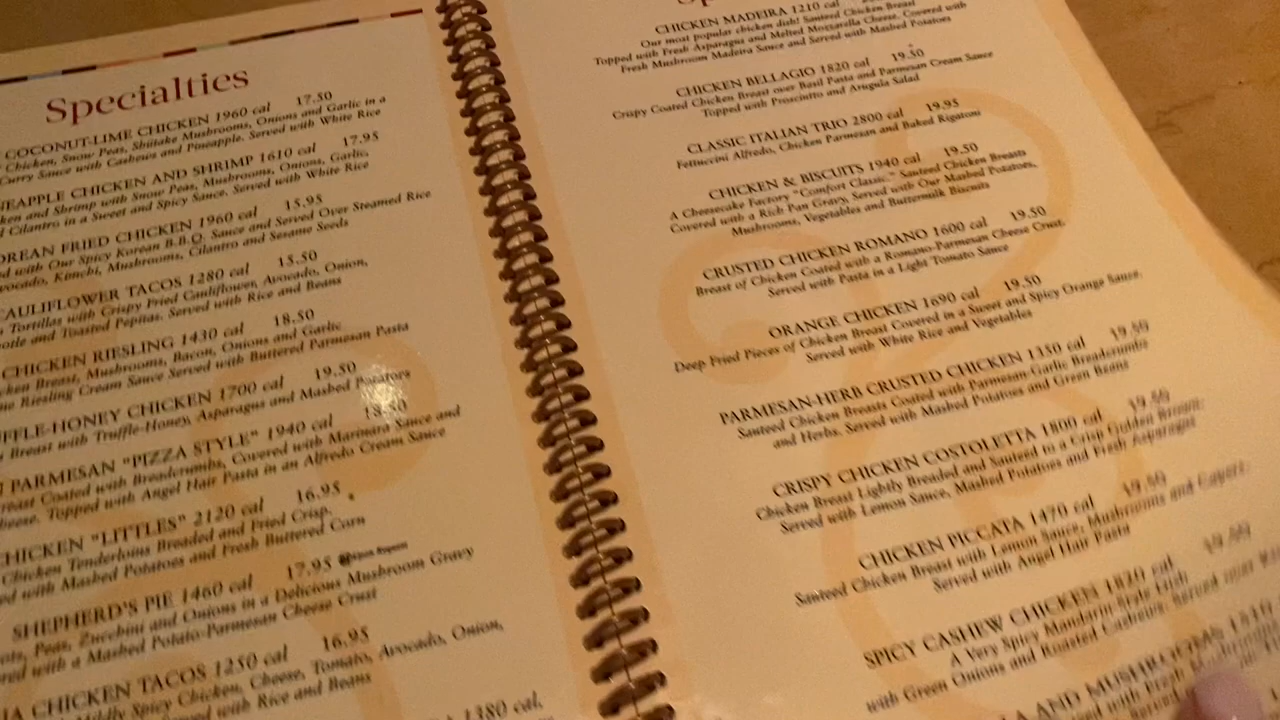 Specialties
COCONUT-LIME CHICKEN 1960 cal 17.50
Chicken, Snow Peas, Shiitake Mushrooms, Onions and Garlic in a
Curry Sauce with Cashews and Pineapple. Served with White Rice
CHICKEN AND SHRIMP 1610 cal 17.95
and Shrimp with Snow Peas, Mushrooms, Onions, Garlic,
Cilantro in a Sweet and Spicy Sauce. Served with White Rice
FRIED CHICKEN 1960 cal 15.95
with Our Spicy Korean B.B.Q. Sauce and Served Over Steamed Rice
Kimchi, Mushrooms, Cilantro and Sesame Seeds
CAULIFLOWER TACOS 1280 cal 15.50
Tortillas with Crispy Fried Cauliflower, Avocado, Onion,
and Toasted Pepitas. Served with Rice and Beans
CHICKEN RIESLING 1430 cal 18.50
Breast, Mushrooms, Bacon, Onions and Garlic
Riesling Cream Sauce Served with Buttered Parmesan Pasta
-HONEY CHICKEN 1700 cal 19.50
Breast with Truffle-Honey, Asparagus and Mashed Potatoes
PARMESAN "PIZZA STYLE" 1940 cal 18.50
Breast Coated with Breadcrumbs, Covered with Marinara Sauce and
Topped with Angel Hair Pasta in an Alfredo Cream Sauce
CHICKEN "LITTLES" 2120 cal 16.95
Chicken Tenderloins Breaded and Fried Crisp.
with Mashed Potatoes and Fresh Buttered Corn
SHEPHERD'S PIE 1460 cal 17.95
Peas, Zucchini and Onions in a Delicious Mushroom Gravy
with a Mashed Potato-Parmesan Cheese Crust
CHICKEN TACOS 1250 cal 16.95
Mildly Spicy Chicken, Cheese, Tomato, Avocado, Onion,
with Rice and Beans
1380 cal.
CHICKEN MADEIRA 1210 cal
Our most popular chicken dish! Sauteed Chicken Breast
Topped with Fresh Asparagus and Melted Mozzarella Cheese, Covered with
Fresh Mushroom Madeira Sauce and Served with Mashed Potatoes
CHICKEN BELLAGIO 1820 cal 19.50
Crispy Coated Chicken Breast over Basil Pasta and Parmesan Cream Sauce
Topped with Prosciutto and Arugula Salad
CLASSIC ITALIAN TRIO 2800 cal 19.95
Fettuccini Alfredo, Chicken Parmesan and Baked Rigatoni
CHICKEN & BISCUITS 1940 cal 19.50
A Cheesecake Factory "Comfort Classic." Sauteed Chicken Breasts
Covered with a Rich Pan Gravy, Served with Our Mashed Potatoes,
Mushrooms, Vegetables and Buttermilk Biscuits
CRUSTED CHICKEN ROMANO 1600 cal 19.50
Breast of Chicken Coated with a Romano-Parmesan Cheese Crust.
Served with Pasta in a Light Tomato Sauce
ORANGE CHICKEN 1690 cal 19.50
Deep Fried Pieces of Chicken Breast Covered in a Sweet and Spicy Orange Sauce.
Served with White Rice and Vegetables
PARMESAN-HERB CRUSTED CHICKEN 1350 cal 19.50
Sauteed Chicken Breasts Coated with Parmesan-Garlic Breadcrumbs
and Herbs. Served with Mashed Potatoes and Green Beans
CRISPY CHICKEN COSTOLETTA 1800 cal 19.50
Chicken Breast Lightly Breaded and Sauteed to a Crisp Golden Brown.
Served with Lemon Sauce, Mashed Potatoes and Fresh Asparagus
CHICKEN PICCATA 1470 cal 19.50
Sauteed Chicken Breast with Lemon Sauce, Mushrooms and Capers.
Served with Angel Hair Pasta
SPICY CASHEW CHICKEN 1820 cal
A Very Spicy Mandarin-Style Dish
with Green Onions and Roasted Cashews. Served over
AND MUSHROOMS
with Fresh